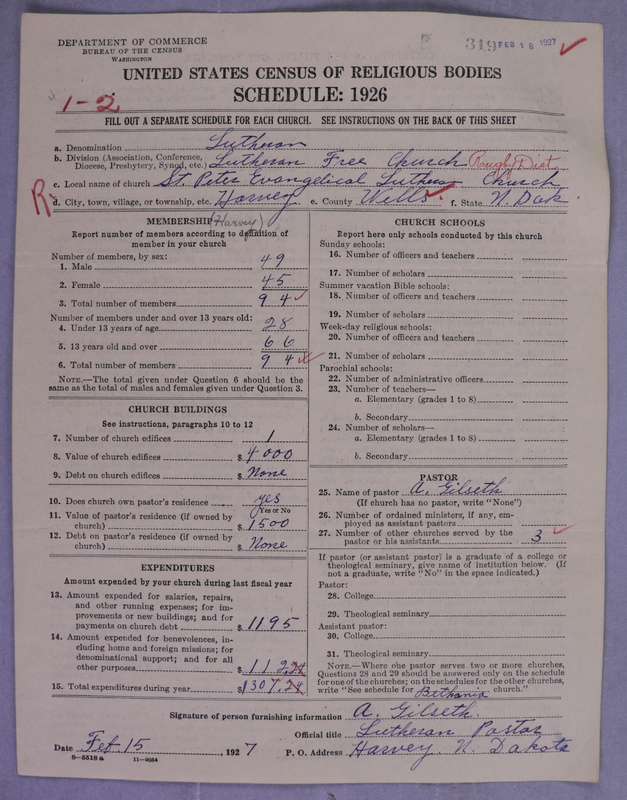 DEPARTMENT OF COMMERCE
BUREAU OF THE CENSUS
WASHINGTON
319 FEB 18 1927
UNITED STATES CENSUS OF RELIGIOUS BODIES
1-2
SCHEDULE: 1926
FILL OUT A SEPARATE SCHEDULE FOR EACH CHURCH. SEE INSTRUCTIONS ON THE BACK OF THIS SHEET
a. Denomination Lutheran
b. Division (Association, Conference, Diocese, Presbytery, Synod, etc.) Lutheran Free Church
c. Local name of church St. Peter Evangelical Lutheran Church
R
d. City, town, village, or township, etc. Harvey e. County Wells f. State N. Dak
MEMBERSHIP (Harvey)
Report number of members according to definition of
member in your church
Number of members, by sex:
1. Male 49
2. Female 45
3. Total number of members 94
Number of members under and over 13 years old:
4. Under 13 years of age 28
5. 13 years old and over 66
6. Total number of members 94
NOTE.—The total given under Question 6 should be the
same as the total of males and females given under Question 3.
CHURCH BUILDINGS
See instructions, paragraphs 10 to 12
7. Number of church edifices 1
8. Value of church edifices $ 4000
9. Debt on church edifices $ None
10. Does church own pastor's residence yes
Yes or No
11. Value of pastor's residence (if owned by
church) $ 1500
12. Debt on pastor's residence (if owned by
church) $ None
EXPENDITURES
Amount expended by your church during last fiscal year
13. Amount expended for salaries, repairs,
and other running expenses; for im-
provements or new buildings; and for
payments on church debt $ 1195
14. Amount expended for benevolences, in-
cluding home and foreign missions; for
denominational support; and for all
other purposes $ 112.24
15. Total expenditures during year $ 1307.24
CHURCH SCHOOLS
Report here only schools conducted by this church
Sunday schools:
16. Number of officers and teachers
17. Number of scholars
Summer vacation Bible schools:
18. Number of officers and teachers
19. Number of scholars
Week-day religious schools:
20. Number of officers and teachers
21. Number of scholars
Parochial schools:
22. Number of administrative officers
23. Number of teachers—
a. Elementary (grades 1 to 8)
b. Secondary
24. Number of scholars—
a. Elementary (grades 1 to 8)
b. Secondary
PASTOR
25. Name of pastor A. Gilseth
(If church has no pastor, write "None")
26. Number of ordained ministers, if any, em-
ployed as assistant pastors
27. Number of other churches served by the
pastor or his assistants 3
If pastor (or assistant pastor) is a graduate of a college or
theological seminary, give name of institution below. (If
not a graduate, write "No" in the space indicated.)
Pastor:
28. College
29. Theological seminary
Assistant pastor:
30. College
31. Theological seminary
NOTE.—Where one pastor serves two or more churches,
Questions 28 and 29 should be answered only on the schedule
for one of the churches; on the schedules for the other churches,
write "See schedule for Bethania church."
Signature of person furnishing information A. Gilseth.
Official title Lutheran Pastor
Date Feb. 15, 1927 P. O. Address Harvey, N. Dakota
8-5518 a 11-9054